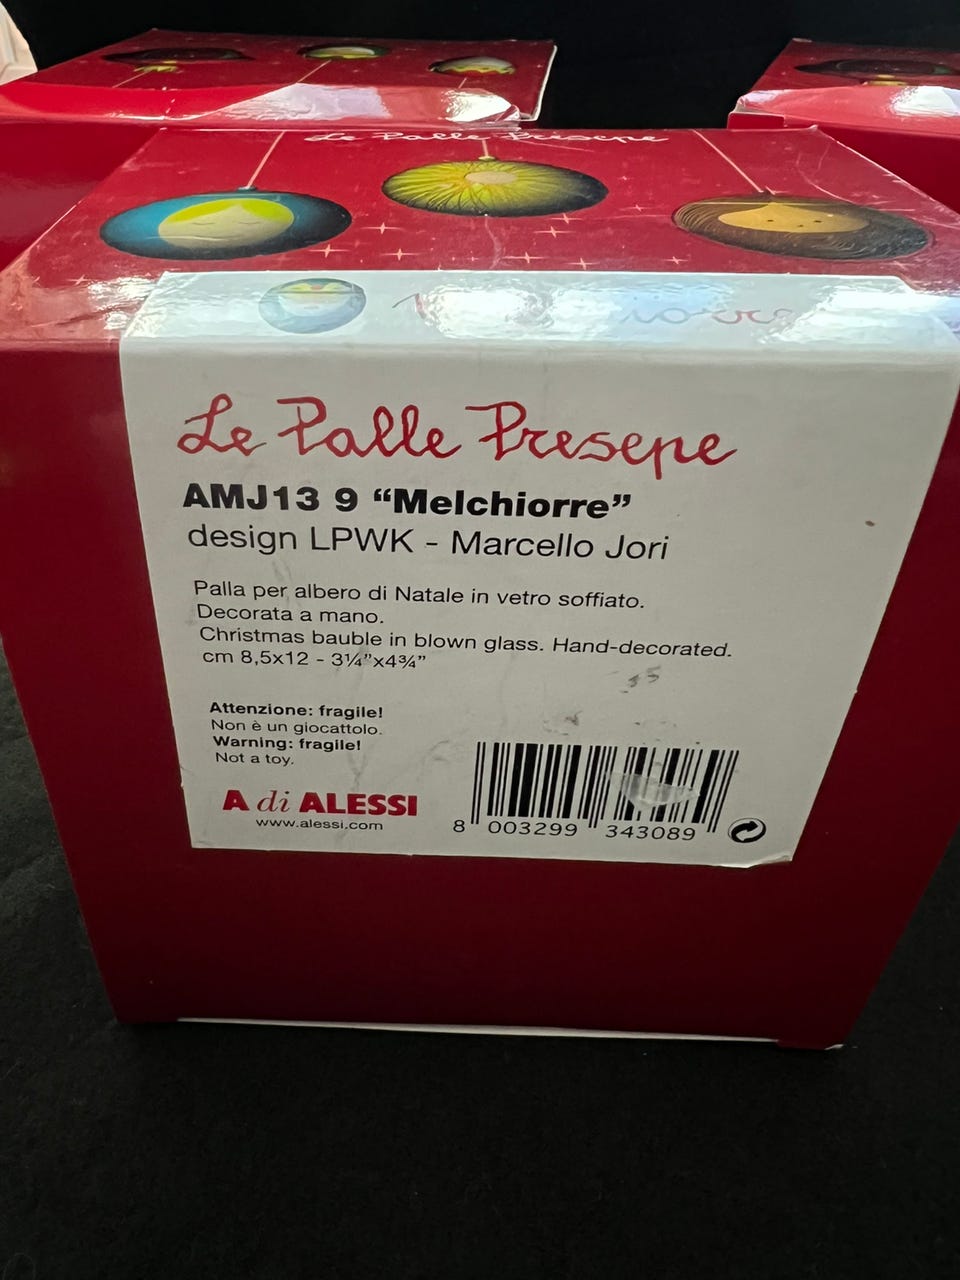 Le Palle Presepe
Le Palle Presepe
AMJ13 9 “Melchiorre”
design LPWK - Marcello Jori
Palla per albero di Natale in vetro soffiato.
Decorata a mano.
Christmas bauble in blown glass. Hand-decorated.
cm 8,5x12 - 3¼”x4¾”
Attenzione: fragile!
Non è un giocattolo.
Warning: fragile!
Not a toy.
A di ALESSI
www.alessi.com
8 003299 343089